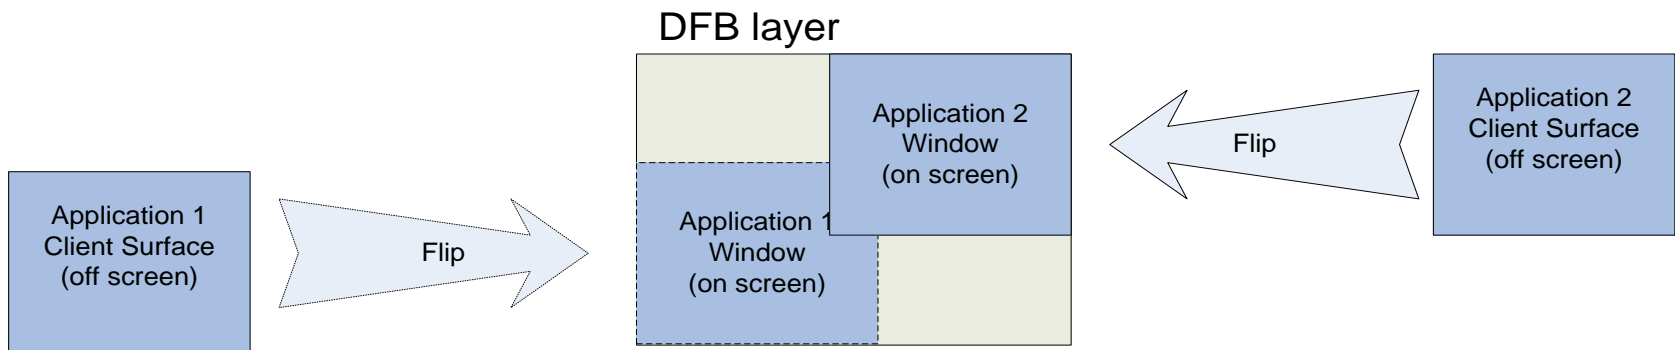 DFB layer
Application 1
Client Surface
(off screen)
Flip
Application 1
Window
(on screen)
Application 2
Window
(on screen)
Flip
Application 2
Client Surface
(off screen)